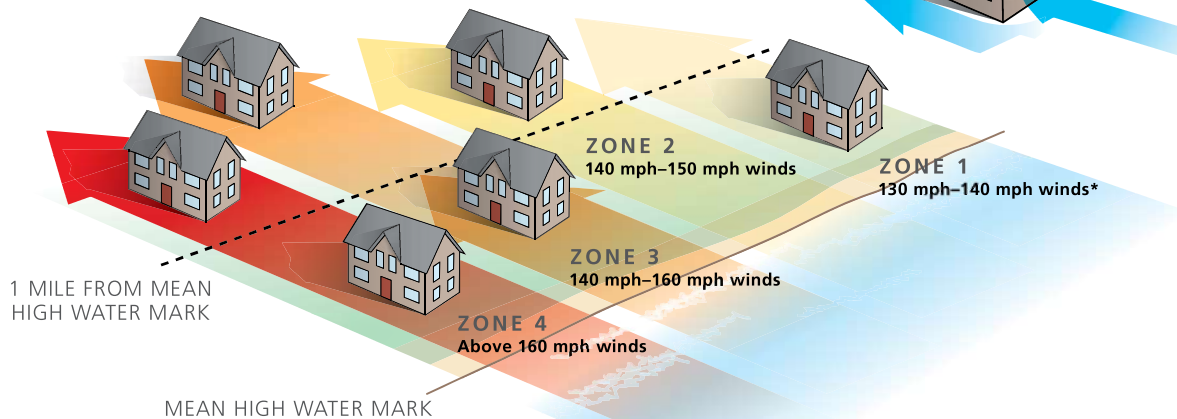 ZONE 2
140 mph–150 mph winds
ZONE 1
130 mph–140 mph winds*
ZONE 3
140 mph–160 mph winds
1 MILE FROM MEAN
HIGH WATER MARK
ZONE 4
Above 160 mph winds
MEAN HIGH WATER MARK